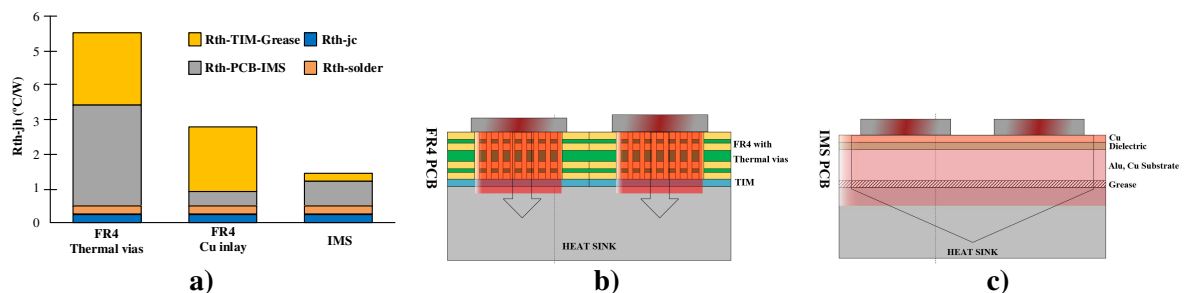 6
5
6
3
2
1
0
Rth-jh (°C/W)
Rth-TIM-Grease
Rth-jc
Rth-PCB-IMS
Rth-solder
FR4
Thermal vias
FR4
Cu inlay
IMS
a)
FR4 PCB
FR4 with
Thermal vias
TIM
HEAT SINK
b)
IMS PCB
Cu
Dielectric
Alu, Cu Substrate
Grease
HEAT SINK
c)